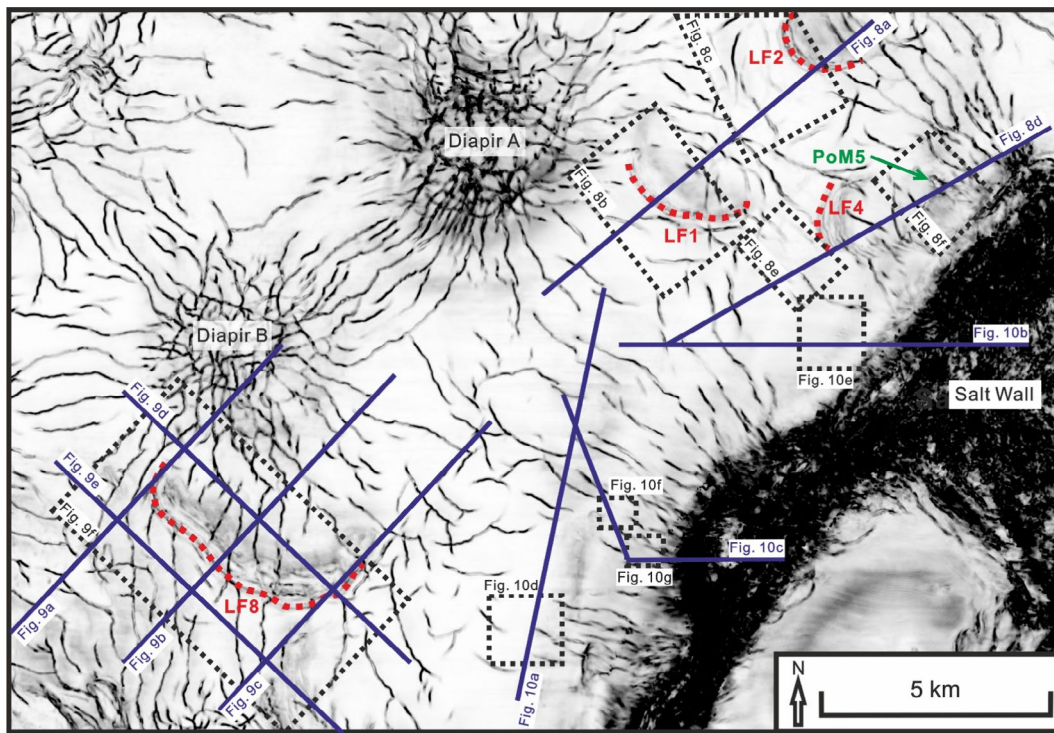 LF2
Fig. 8a
Fig. 8c
Diapir A
Fig. 8d
PoM5
Fig. 8b
LF4
LF1
Fig. 8f
Fig. 8e
Diapir B
Fig. 10b
Fig. 10e
Salt Wall
Fig. 9d
Fig. 9e
Fig. 9f
Fig. 10f
Fig. 10c
Fig. 10g
Fig. 10d
LF8
Fig. 9a
Fig. 9b
Fig. 9c
Fig. 10a
N
5 km